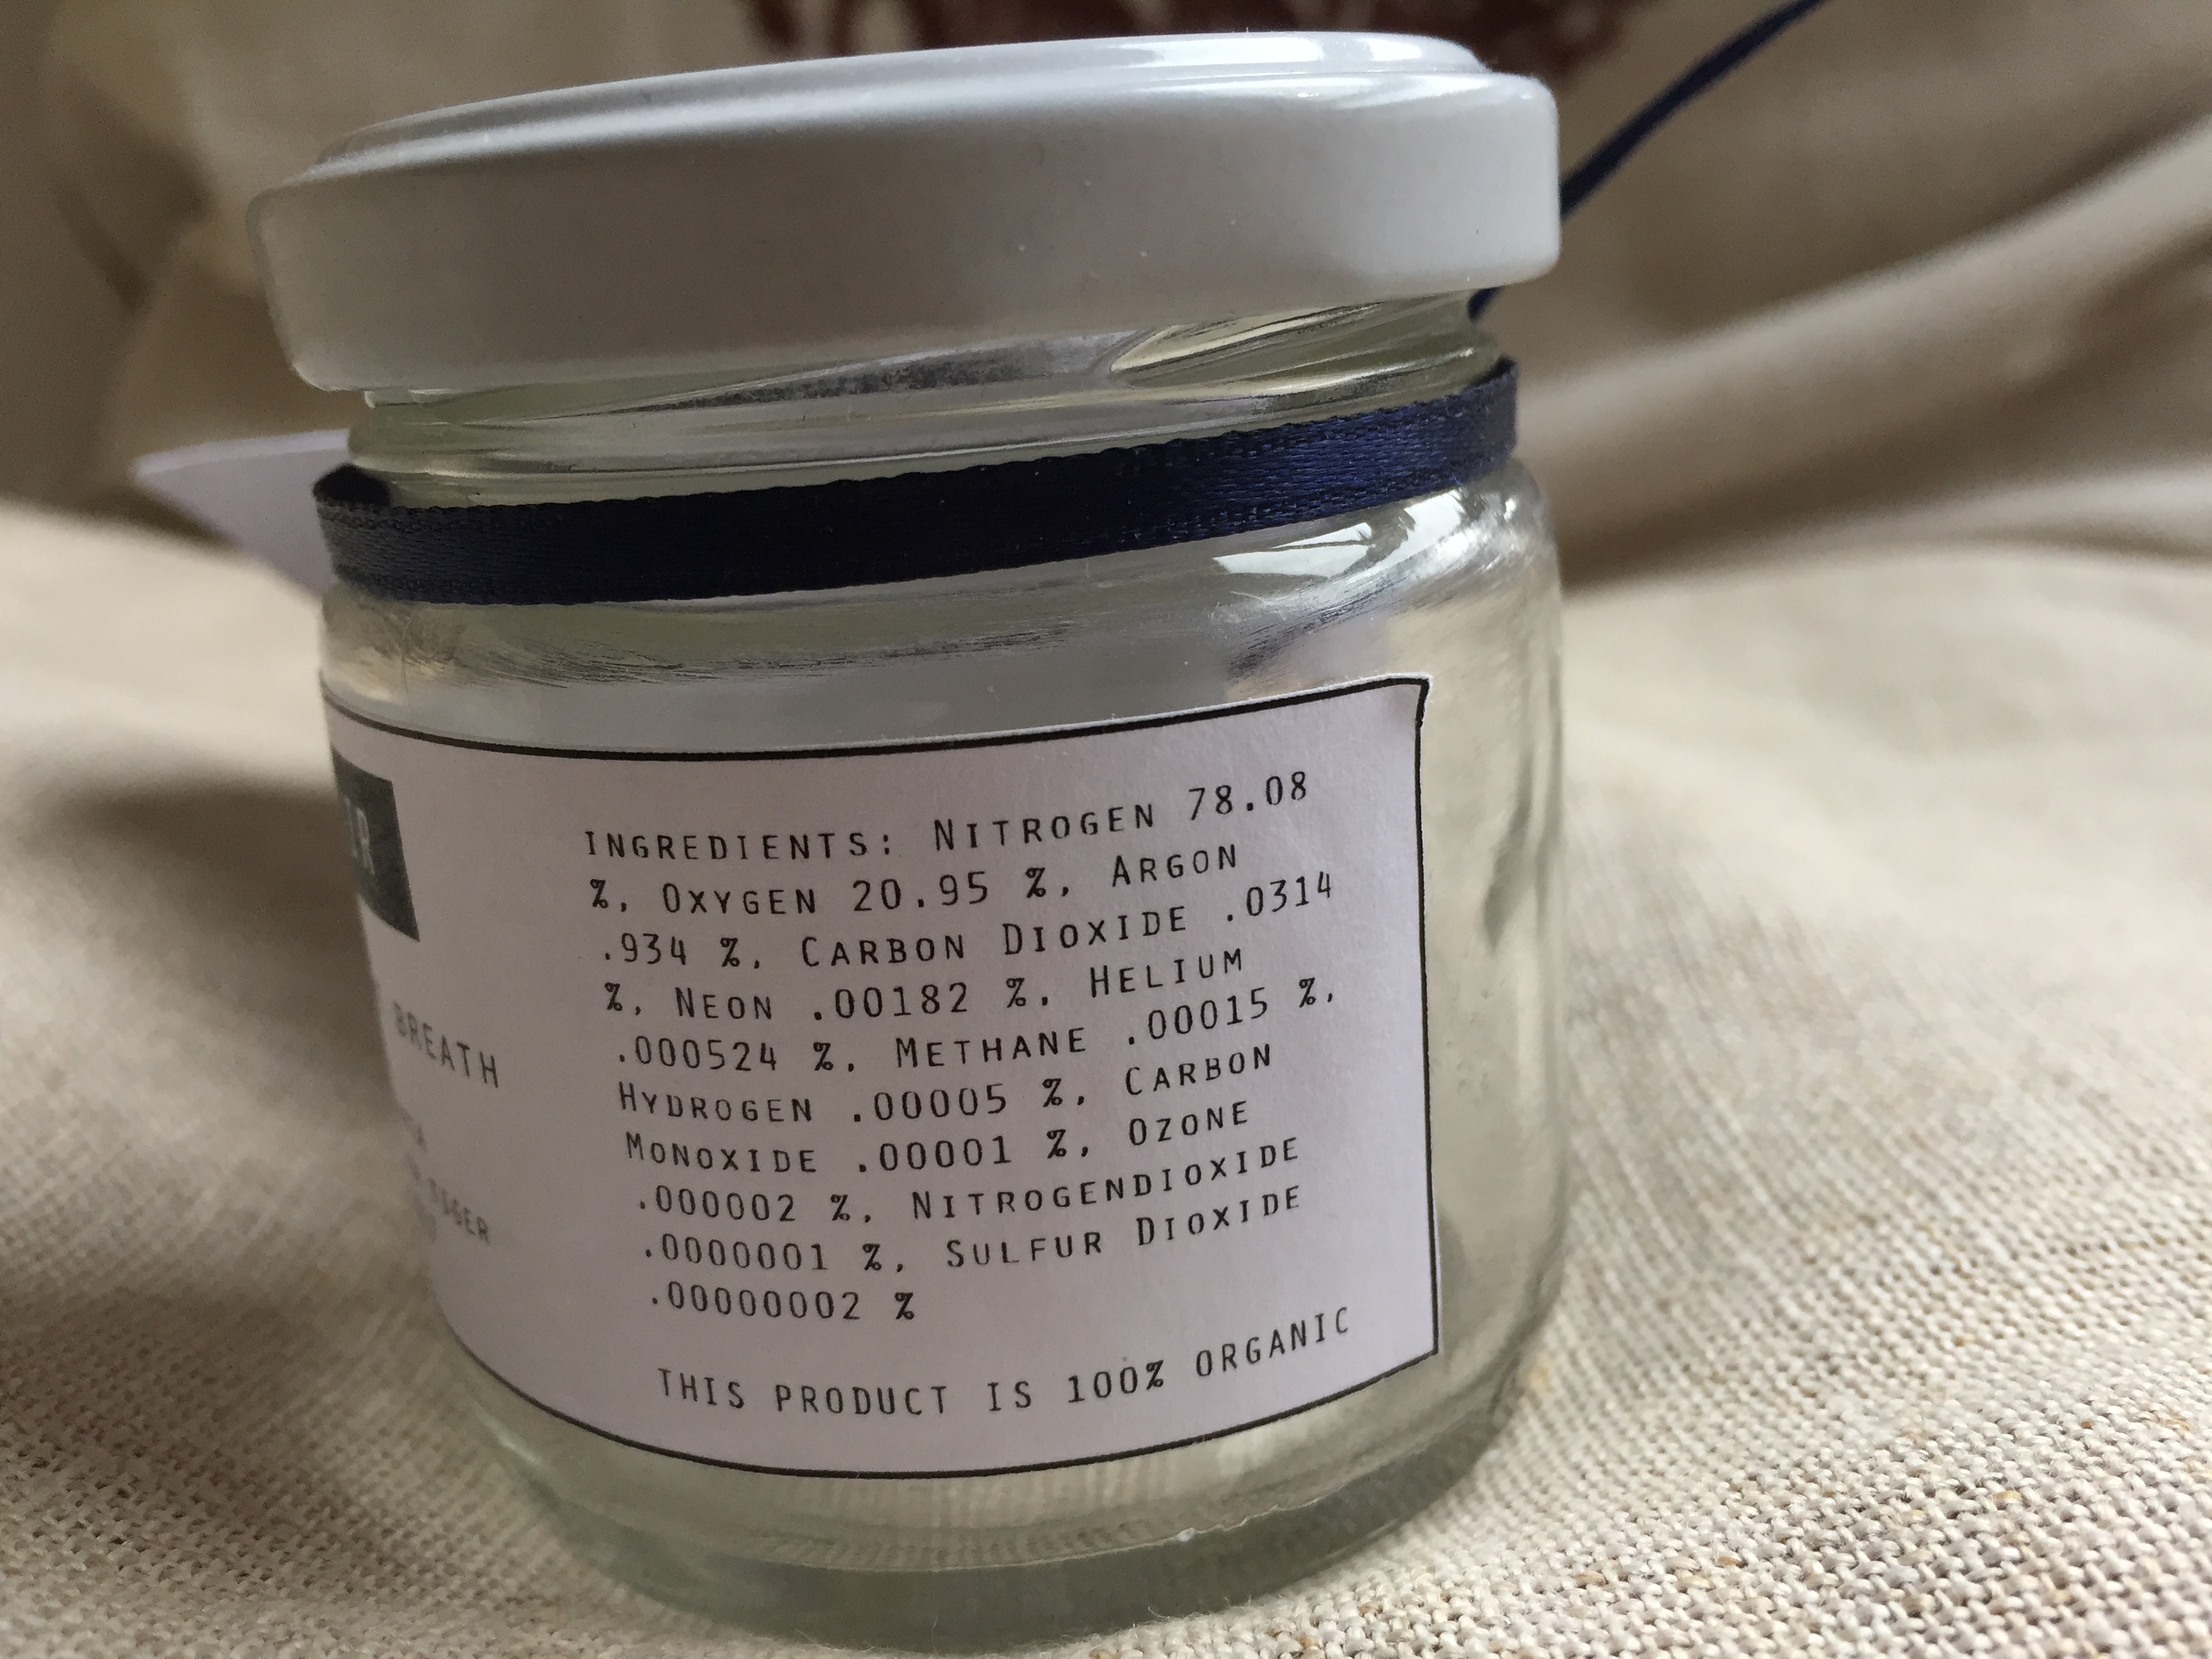 BREATH
INGREDIENTS: NITROGEN 78.08
%, OXYGEN 20.95 %, ARGON
.934 %, CARBON DIOXIDE .0314
%, NEON .00182 %, HELIUM
.000524 %, METHANE .00015 %,
HYDROGEN .00005 %, CARBON
MONOXIDE .00001 %, OZONE
.000002 %, NITROGENDIOXIDE
.0000001 %, SULFUR DIOXIDE
.00000002 %
THIS PRODUCT IS 100% ORGANIC